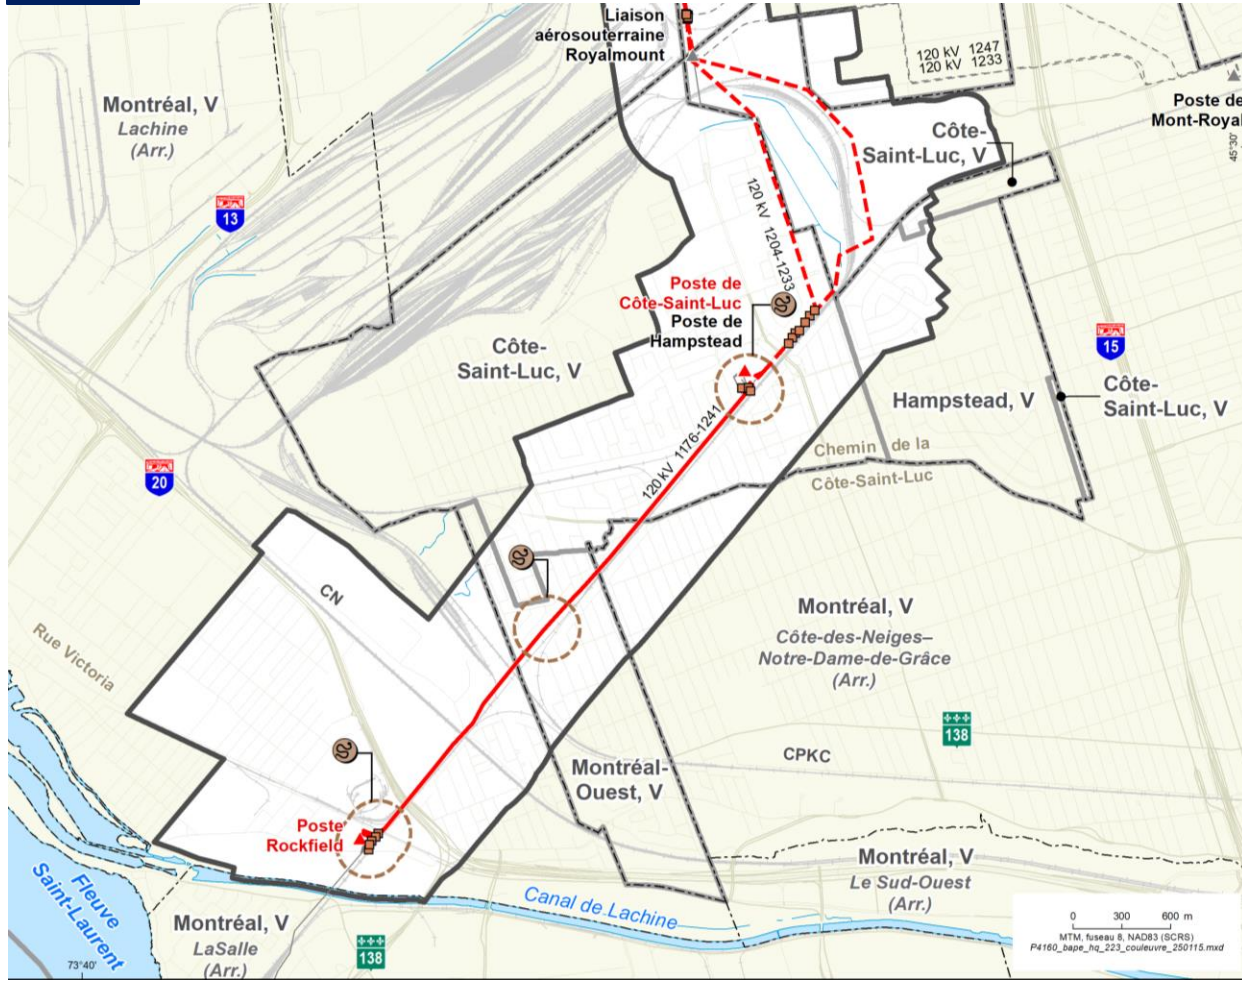 Liaison
aérosouterraine
Royalmount
120 kV 1247
120 kV 1233
Poste de
Mont-Royal
45°30'
Montréal, V
Lachine
(Arr.)
Côte-
Saint-Luc, V
13
120 kV 1204-1233
Poste de
Côte-Saint-Luc
Poste de
Hampstead
15
Côte-
Saint-Luc, V
Côte-
Saint-Luc, V
Hampstead, V
120 kV 1176-1241
Chemin de la
Côte-Saint-Luc
20
CN
Rue Victoria
Montréal, V
Côte-des-Neiges–
Notre-Dame-de-Grâce
(Arr.)
138
CPKC
Montréal-
Ouest, V
Poste
Rockfield
Montréal, V
Le Sud-Ouest
(Arr.)
Fleuve
Saint-Laurent
Canal de Lachine
Montréal, V
LaSalle
(Arr.)
138
73°40'
0 300 600 m
MTM, fuseau 8, NAD83 (SCRS)
P4160_bape_hq_223_couleuvre_250115.mxd